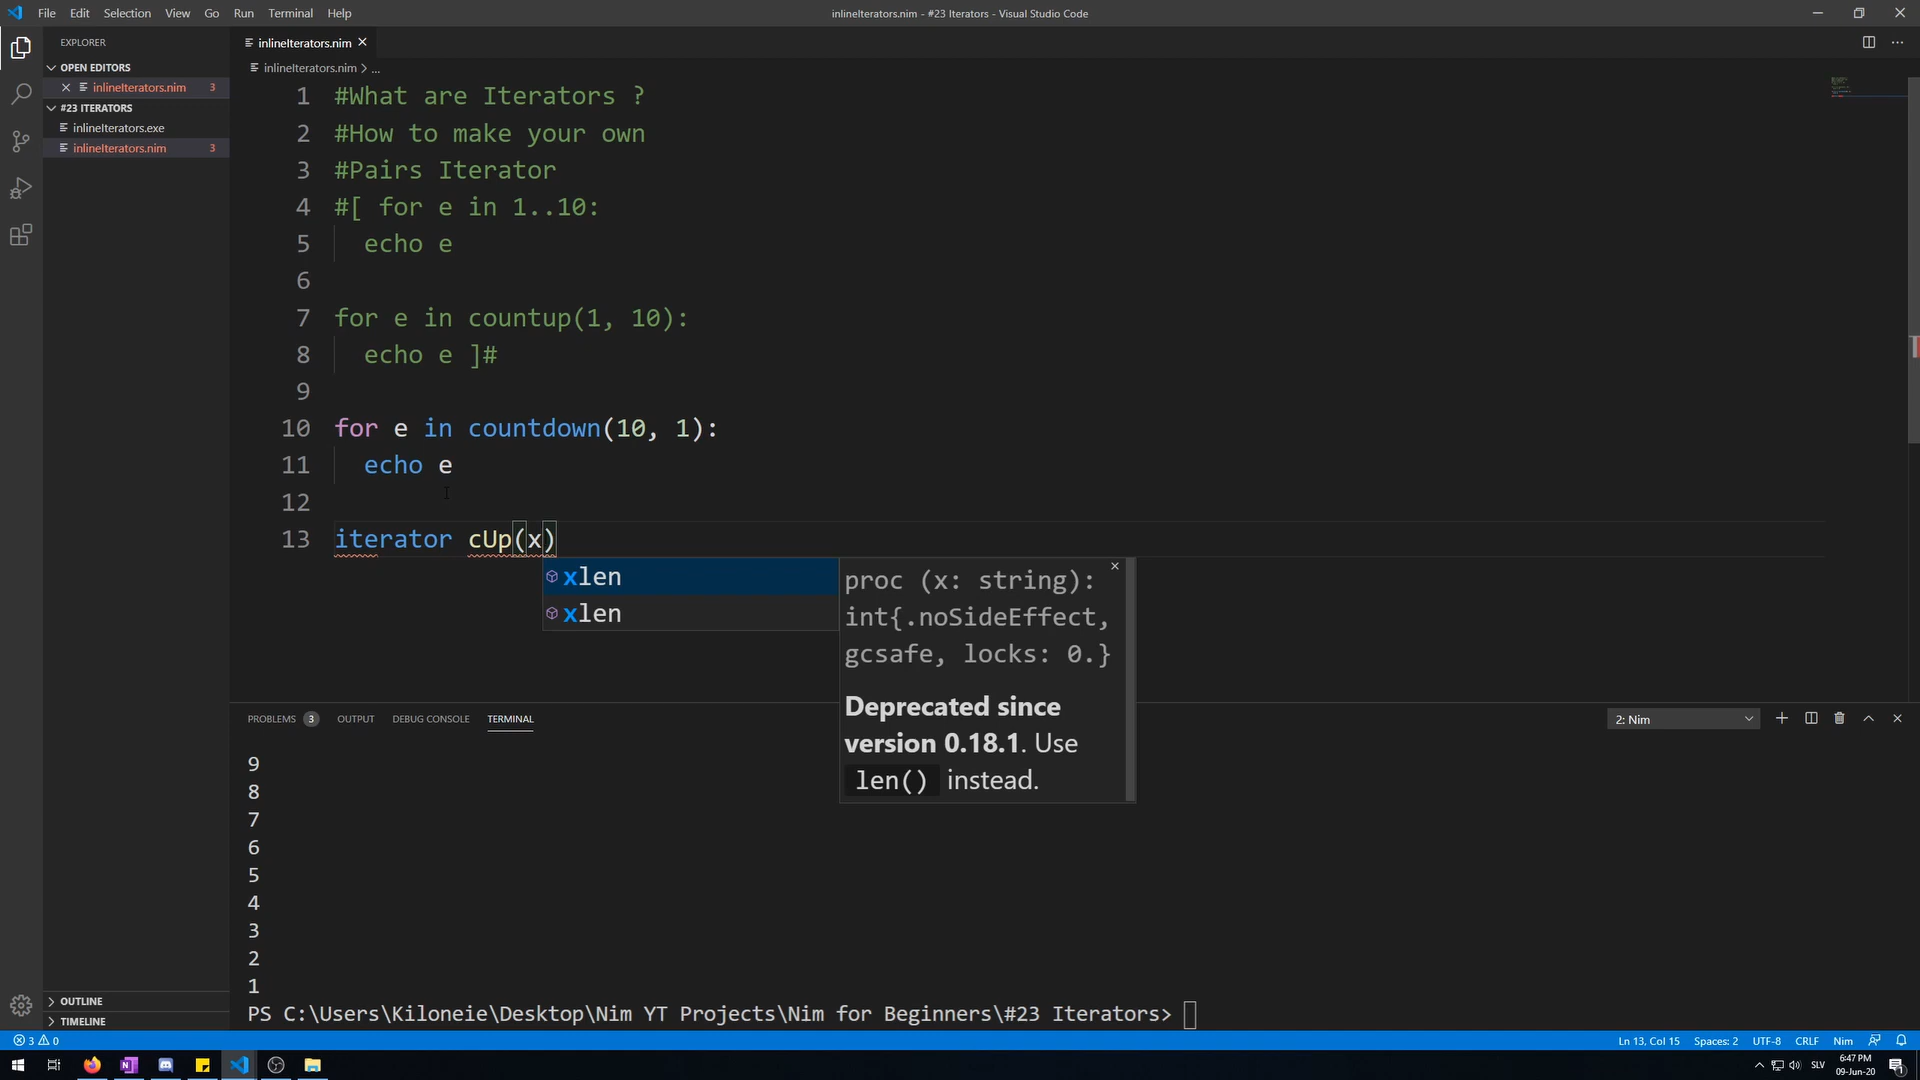 File Edit Selection View Go Run Terminal Help
inlineIterators.nim - #23 Iterators - Visual Studio Code
EXPLORER
OPEN EDITORS
inlineIterators.nim 3
#23 ITERATORS
inlineIterators.exe
inlineIterators.nim 3
OUTLINE
TIMELINE
inlineIterators.nim
inlineIterators.nim > ...
1 #What are Iterators ?
2 #How to make your own
3 #Pairs Iterator
4 #[ for e in 1..10:
5 echo e
6
7 for e in countup(1, 10):
8 echo e ]#
9
10 for e in countdown(10, 1):
11 echo e
12
13 iterator cUp(x)
xlen
xlen
proc (x: string):
int{.noSideEffect,
gcsafe, locks: 0.}
Deprecated since
version 0.18.1. Use
len() instead.
PROBLEMS 3 OUTPUT DEBUG CONSOLE TERMINAL
2: Nim
9
8
7
6
5
4
3
2
1
PS C:\Users\Kiloneie\Desktop\Nim YT Projects\Nim for Beginners\#23 Iterators>
3 0
Ln 13, Col 15 Spaces: 2 UTF-8 CRLF Nim
SLV
6:47 PM
09-Jun-20
1